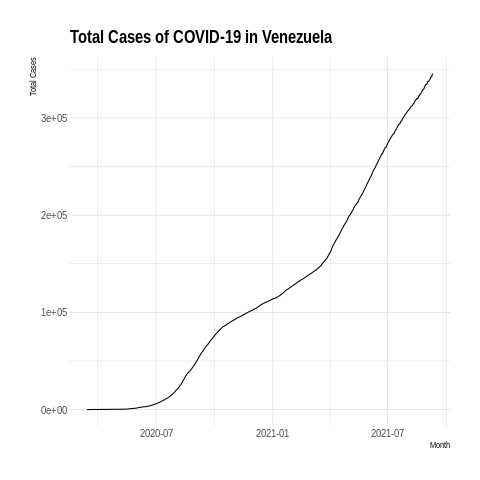 Total Cases of COVID-19 in Venezuela
Total Cases
3e+05
2e+05
1e+05
0e+00
2020-07 2021-01 2021-07
Month